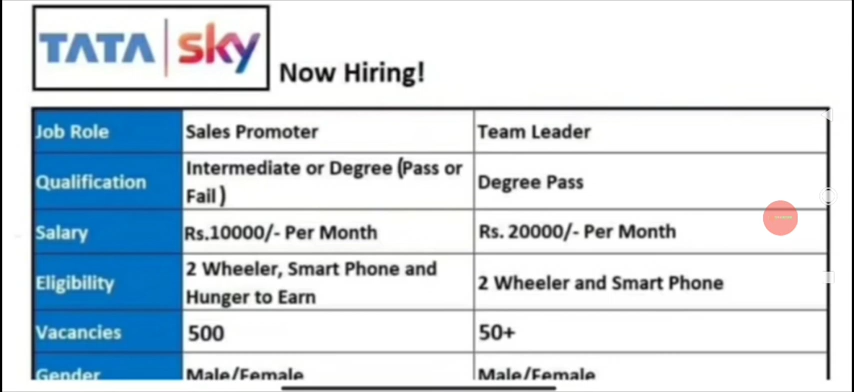 TATA sky
Now Hiring!
Job Role Sales Promoter Team Leader
Qualification Intermediate or Degree (Pass or Fail) Degree Pass
Salary Rs.10000/- Per Month Rs. 20000/- Per Month
Eligibility 2 Wheeler, Smart Phone and Hunger to Earn 2 Wheeler and Smart Phone
Vacancies 500 50+
Gender Male/Female Male/Female